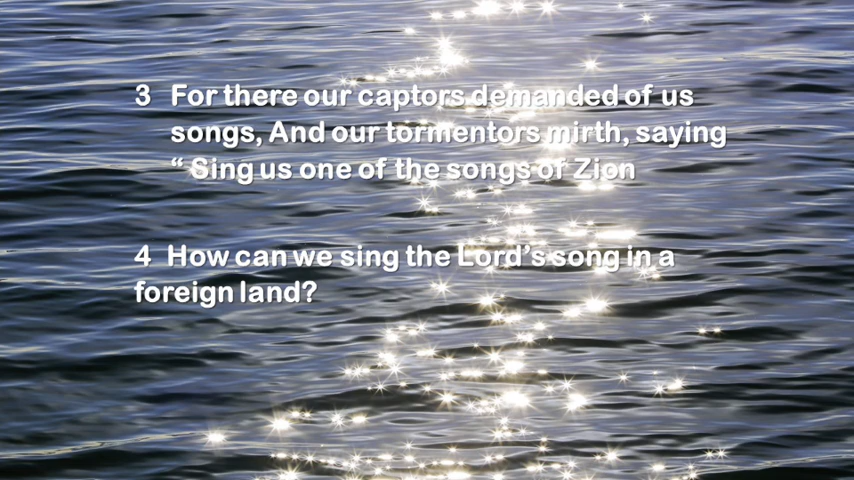 3 For there our captors demanded of us
songs, And our tormentors mirth, saying
“ Sing us one of the songs of Zion
4 How can we sing the Lord’s song in a
foreign land?